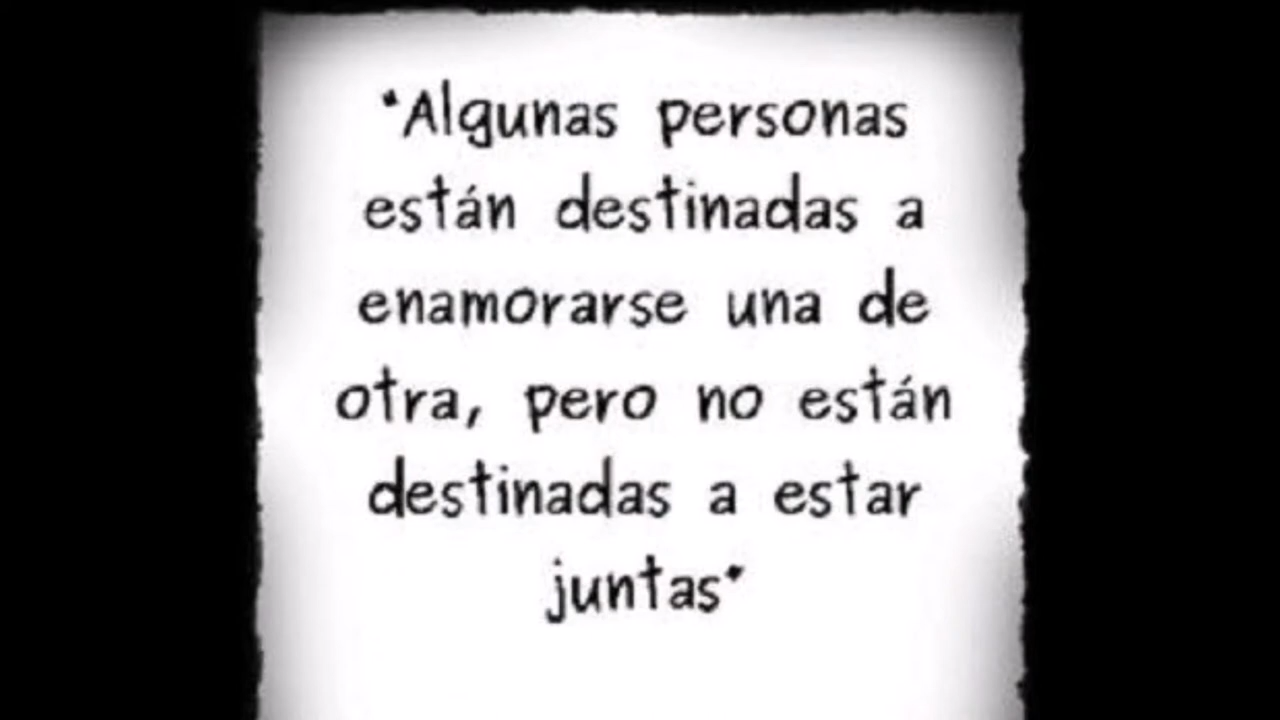 "Algunas personas
están destinadas a
enamorarse una de
otra, pero no están
destinadas a estar
juntas"